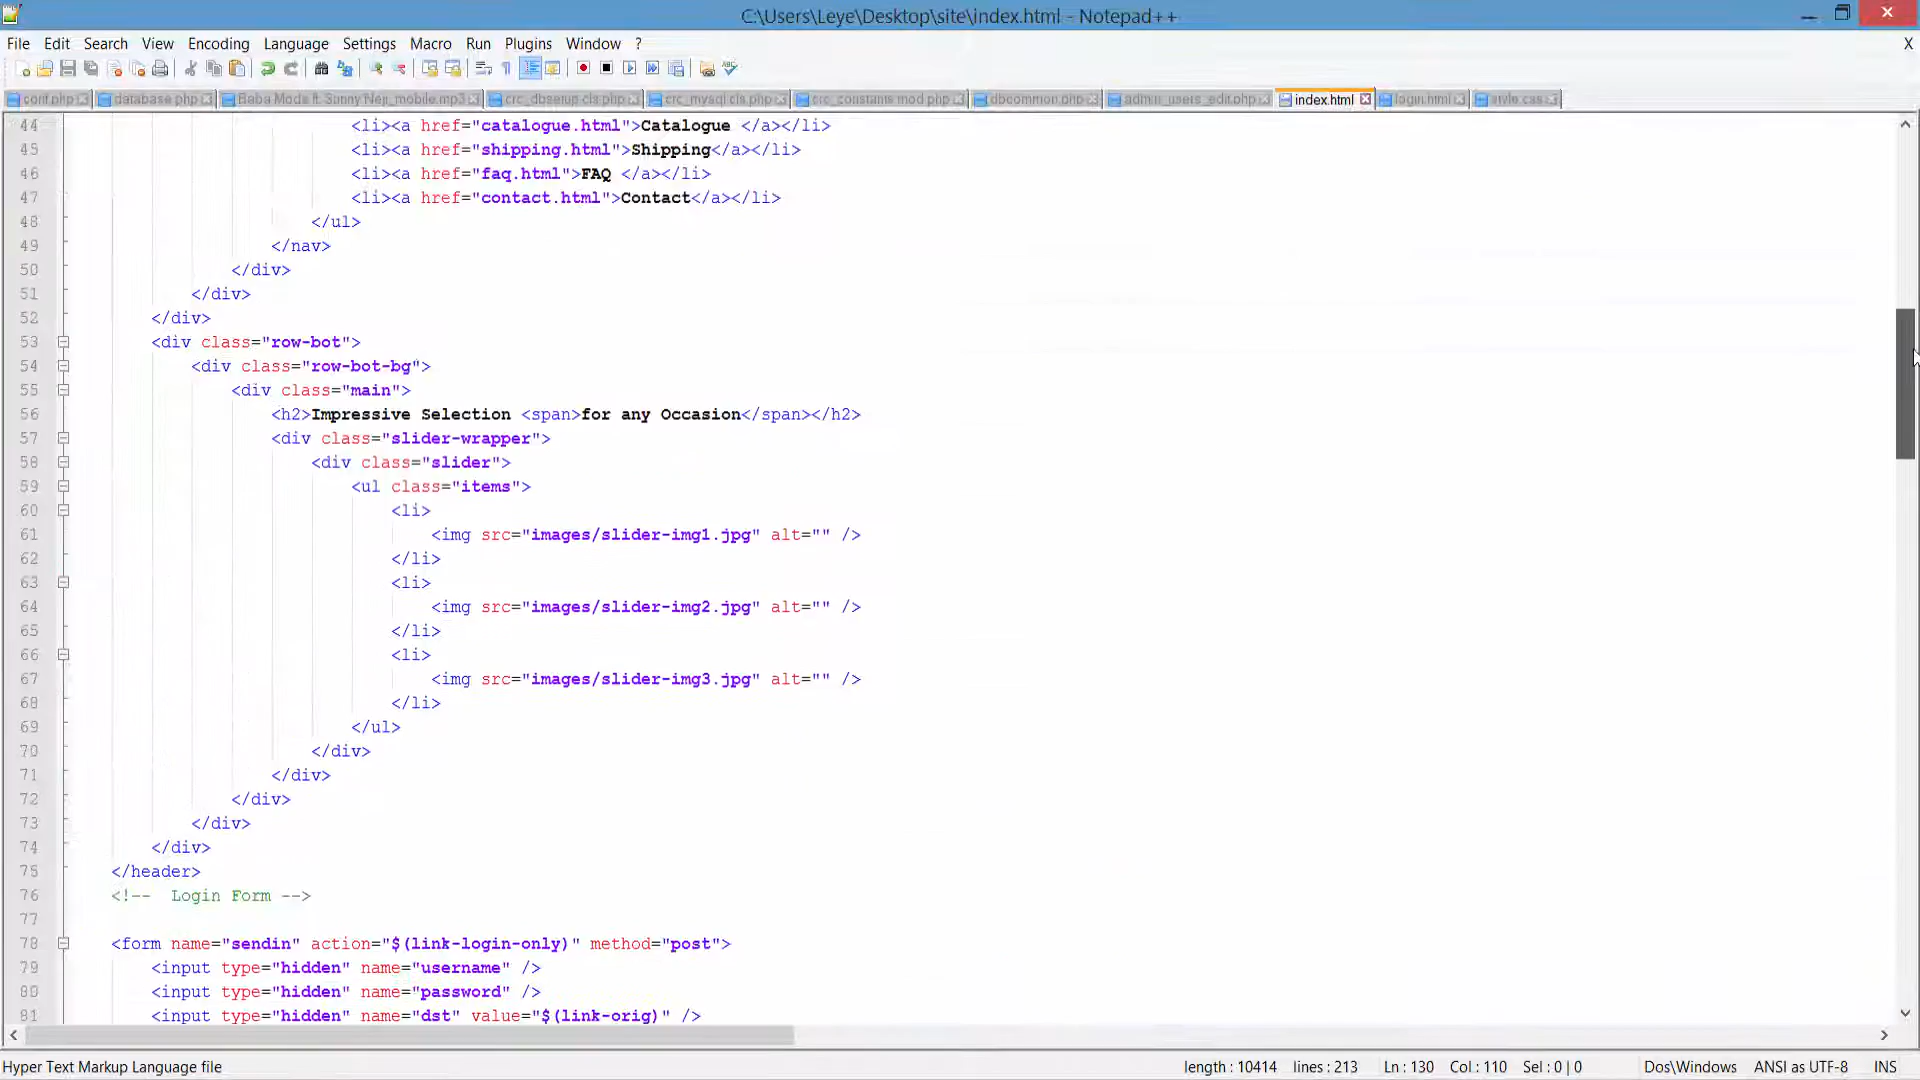 C:\Users\Leye\Desktop\site\index.html - Notepad++
File Edit Search View Encoding Language Settings Macro Run Plugins Window ?
X
conf.php database.php Baba Moda ft. Sunny Neji_mobile.mp3 crc_dbsetup.cls.php crc_mysql.cls.php crc_constants.mod.php dbcommon.php admin_users_edit.php index.html login.html style.css
44 <li><a href="catalogue.html">Catalogue </a></li>
45 <li><a href="shipping.html">Shipping</a></li>
46 <li><a href="faq.html">FAQ </a></li>
47 <li><a href="contact.html">Contact</a></li>
48 </ul>
49 </nav>
50 </div>
51 </div>
52 </div>
53 <div class="row-bot">
54 <div class="row-bot-bg">
55 <div class="main">
56 <h2>Impressive Selection <span>for any Occasion</span></h2>
57 <div class="slider-wrapper">
58 <div class="slider">
59 <ul class="items">
60 <li>
61 <img src="images/slider-img1.jpg" alt="" />
62 </li>
63 <li>
64 <img src="images/slider-img2.jpg" alt="" />
65 </li>
66 <li>
67 <img src="images/slider-img3.jpg" alt="" />
68 </li>
69 </ul>
70 </div>
71 </div>
72 </div>
73 </div>
74 </div>
75 </header>
76 <!--  Login Form -->
77
78 <form name="sendin" action="$(link-login-only)" method="post">
79 <input type="hidden" name="username" />
80 <input type="hidden" name="password" />
81 <input type="hidden" name="dst" value="$(link-orig)" />
Hyper Text Markup Language file length : 10414 lines : 213 Ln : 130 Col : 110 Sel : 0 | 0 Dos\Windows ANSI as UTF-8 INS